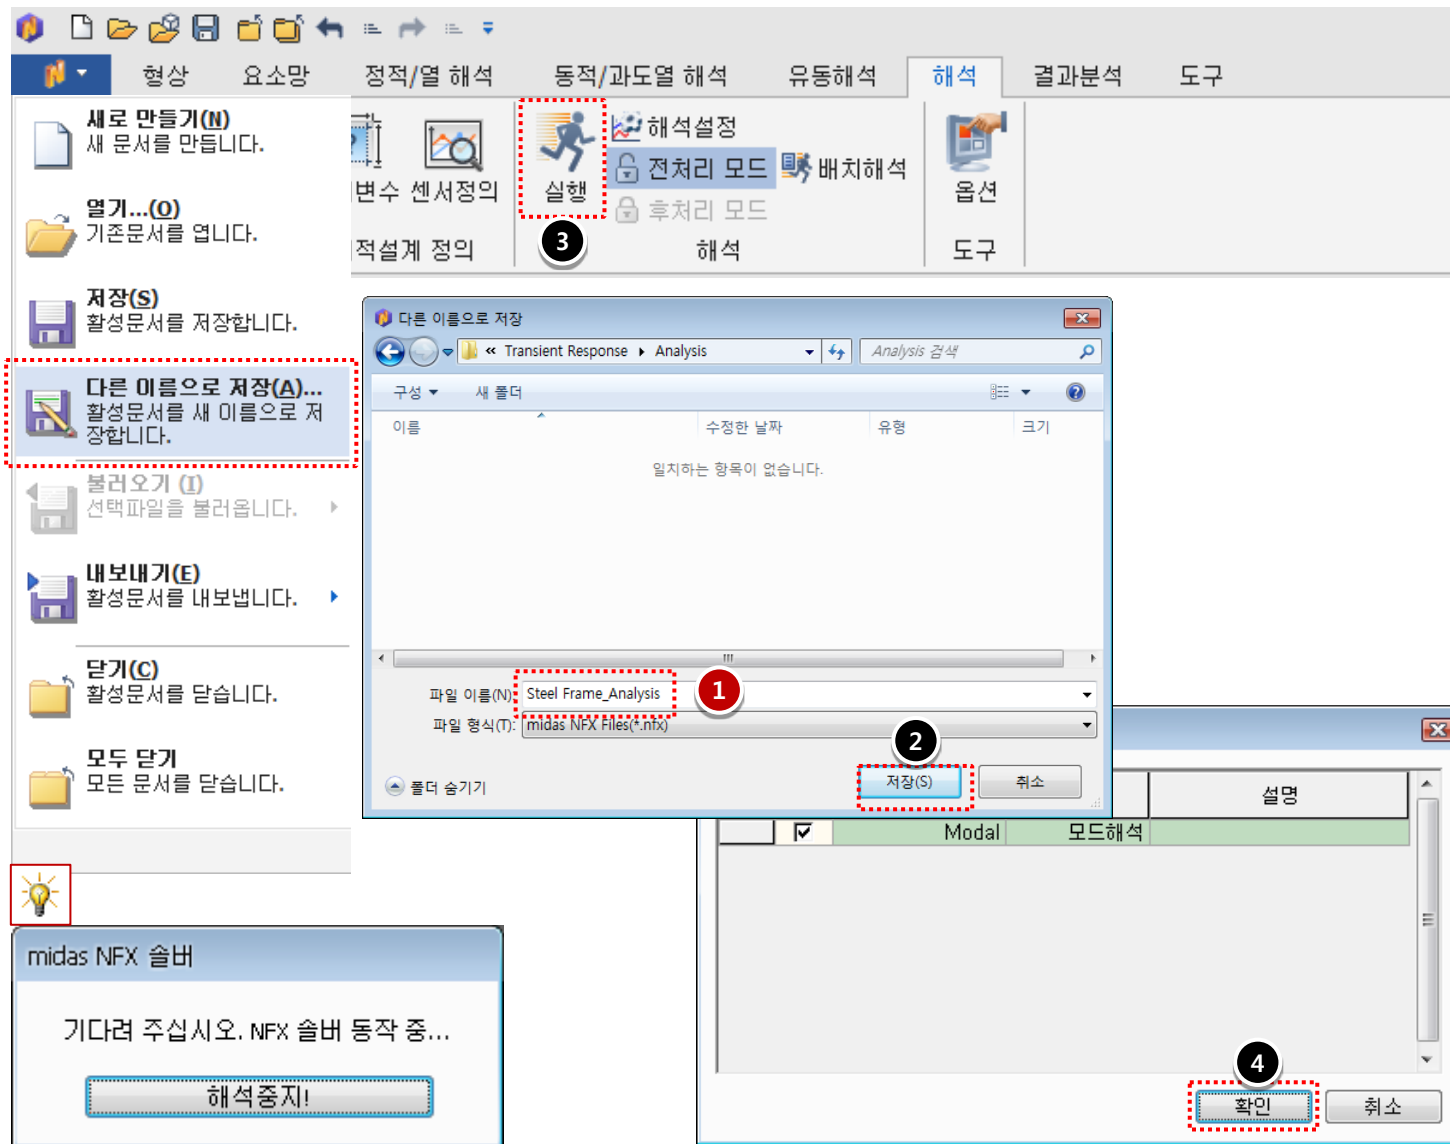 형상 요소망 정적/열 해석 동적/과도열 해석 유동해석 해석 결과분석 도구
새로 만들기(N)
새 문서를 만듭니다.
열기...(O)
기존문서를 엽니다.
저장(S)
활성문서를 저장합니다.
다른 이름으로 저장(A)...
활성문서를 새 이름으로 저
장합니다.
불러오기 (I)
선택파일을 불러옵니다.
내보내기(E)
활성문서를 내보냅니다.
닫기(C)
활성문서를 닫습니다.
모두 닫기
모든 문서를 닫습니다.
변수 센서정의
적설계 정의
실행
3
해석설정
전처리 모드
후처리 모드
배치해석
해석
옵션
도구
다른 이름으로 저장
« Transient Response Analysis
Analysis 검색
구성 새 폴더
이름 수정한 날짜 유형 크기
일치하는 항목이 없습니다.
파일 이름(N): Steel Frame_Analysis
1
파일 형식(T): midas NFX Files(*.nfx)
2
폴더 숨기기
저장(S) 취소
설명
Modal 모드해석
4
확인 취소
midas NFX 솔버
기다려 주십시오. NFX 솔버 동작 중...
해석중지!